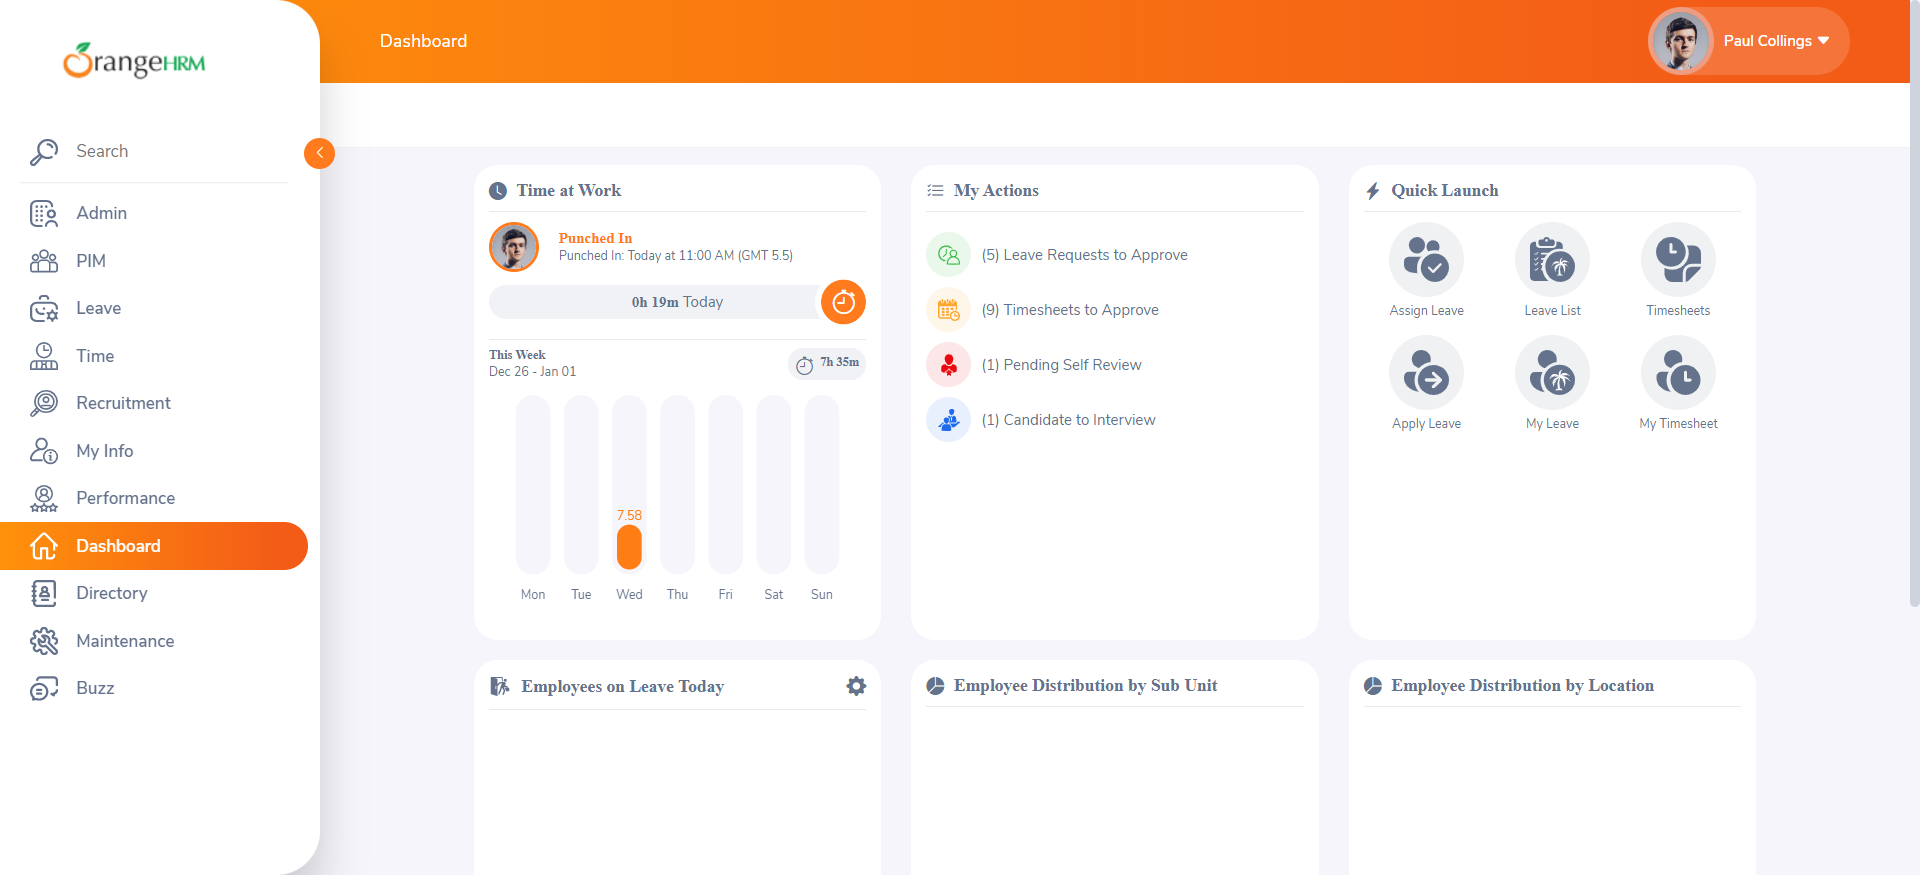 OrangeHRM
Dashboard
Paul Collings
Search
Admin
PIM
Leave
Time
Recruitment
My Info
Performance
Dashboard
Directory
Maintenance
Buzz
Time at Work
Punched In
Punched In: Today at 11:00 AM (GMT 5.5)
0h 19m Today
This Week
Dec 26 - Jan 01
7h 35m
7.58
Mon Tue Wed Thu Fri Sat Sun
My Actions
(5) Leave Requests to Approve
(9) Timesheets to Approve
(1) Pending Self Review
(1) Candidate to Interview
Quick Launch
Assign Leave Leave List Timesheets
Apply Leave My Leave My Timesheet
Employees on Leave Today
Employee Distribution by Sub Unit
Employee Distribution by Location